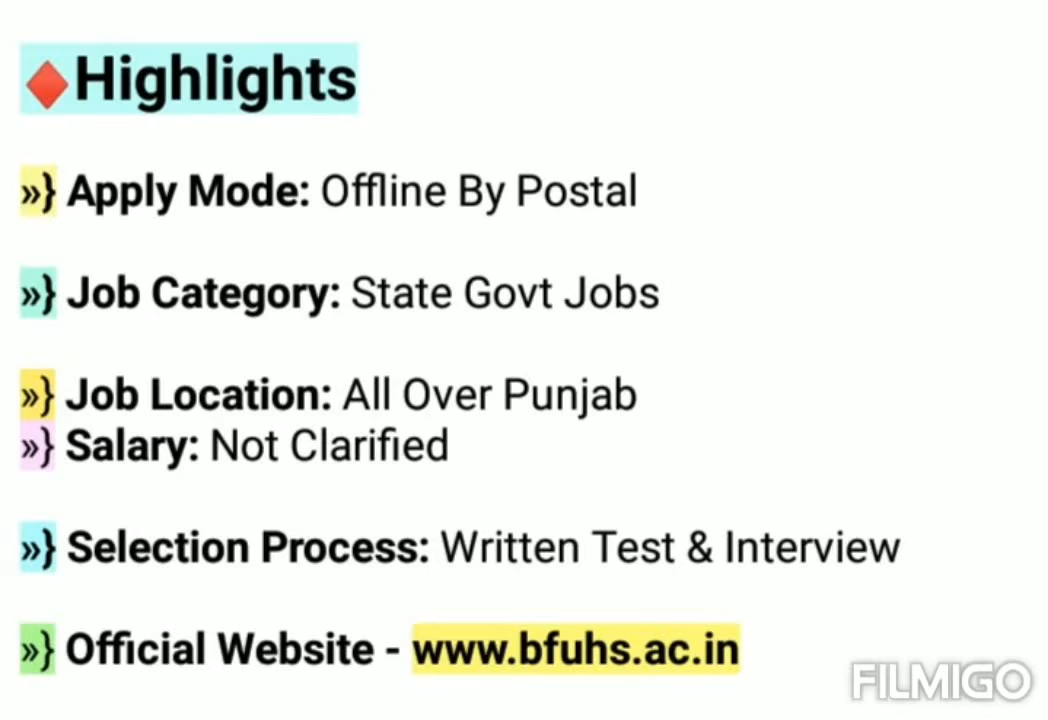 ♦Highlights
»} Apply Mode: Offline By Postal
»} Job Category: State Govt Jobs
»} Job Location: All Over Punjab
»} Salary: Not Clarified
»} Selection Process: Written Test & Interview
»} Official Website - www.bfuhs.ac.in
FILMIGO